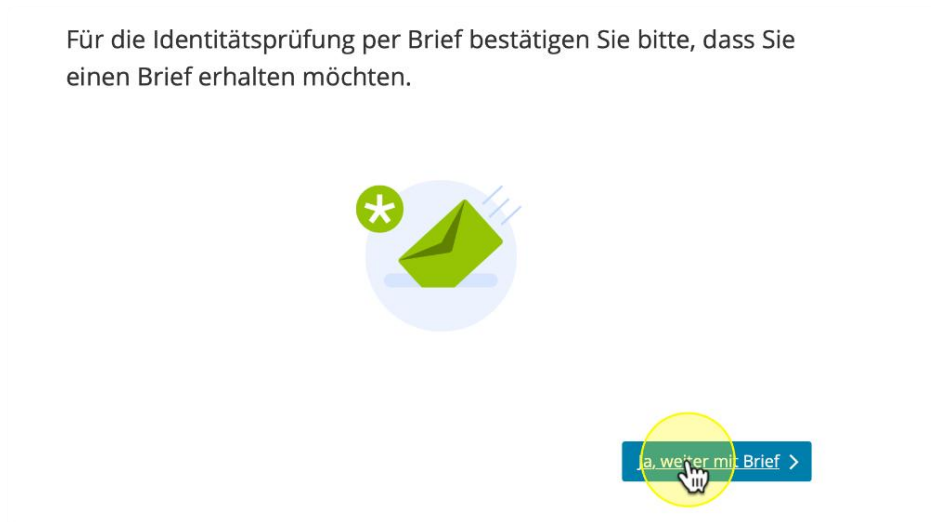 Für die Identitätsprüfung per Brief bestätigen Sie bitte, dass Sie
einen Brief erhalten möchten.
Ja, weiter mit Brief